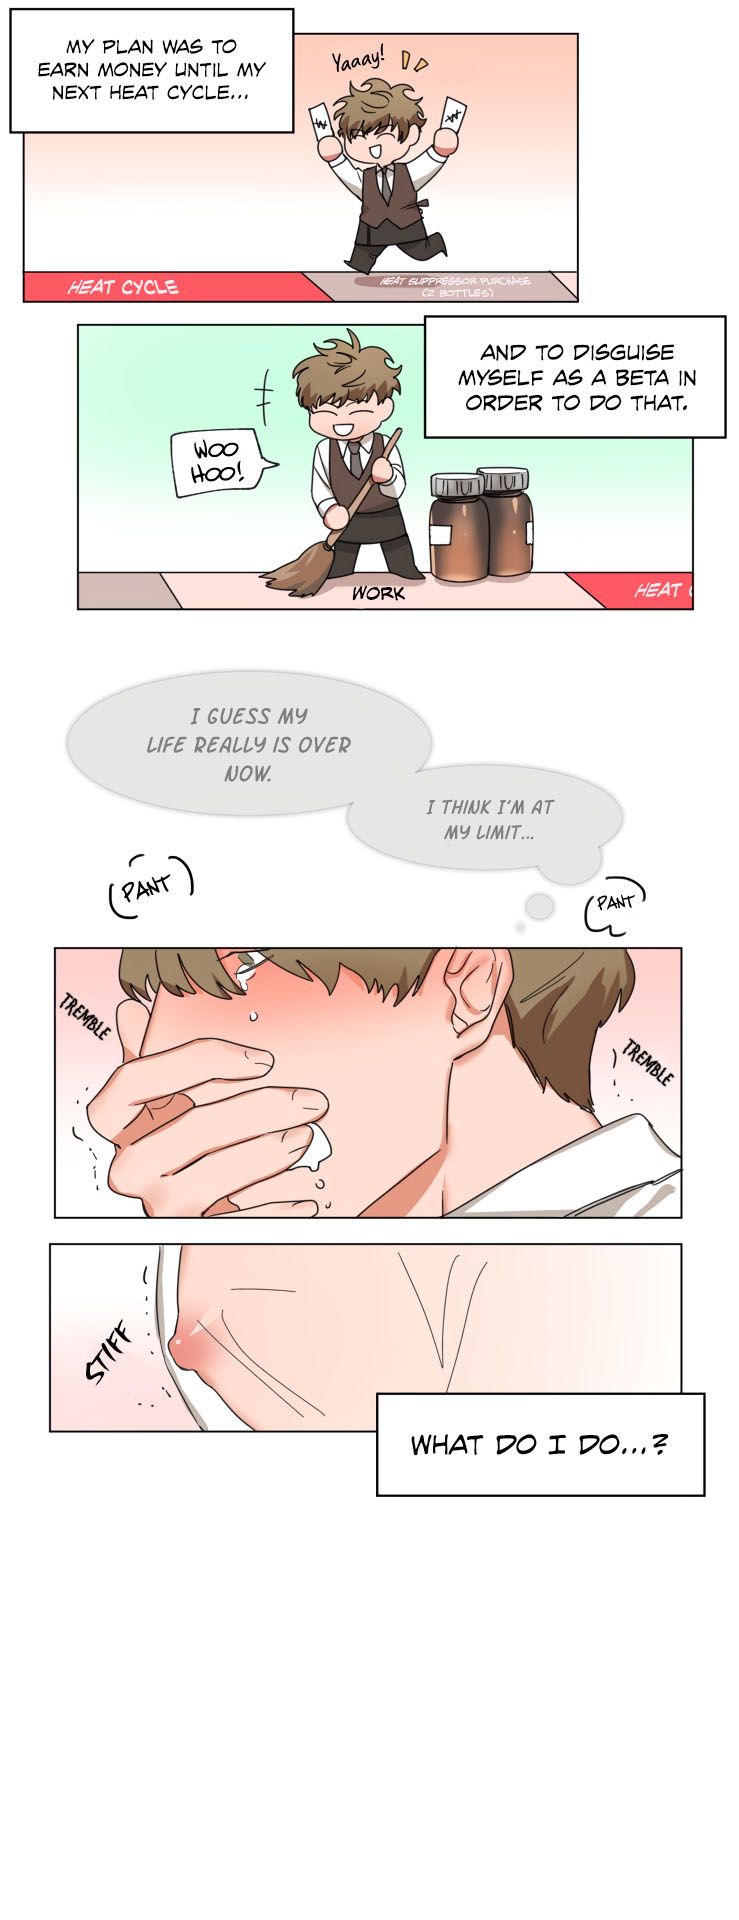 MY PLAN WAS TO
EARN MONEY UNTIL MY
NEXT HEAT CYCLE...
Yaaay!
₩
₩
HEAT CYCLE
HEAT SUPPRESSOR PURCHASE
(2 BOTTLES)
AND TO DISGUISE
MYSELF AS A BETA IN
ORDER TO DO THAT.
WOO
HOO!
WORK
HEAT
I GUESS MY
LIFE REALLY IS OVER
NOW.
I THINK I'M AT
MY LIMIT...
PANT
PANT
TREMBLE
TREMBLE
STIFF
WHAT DO I DO...?